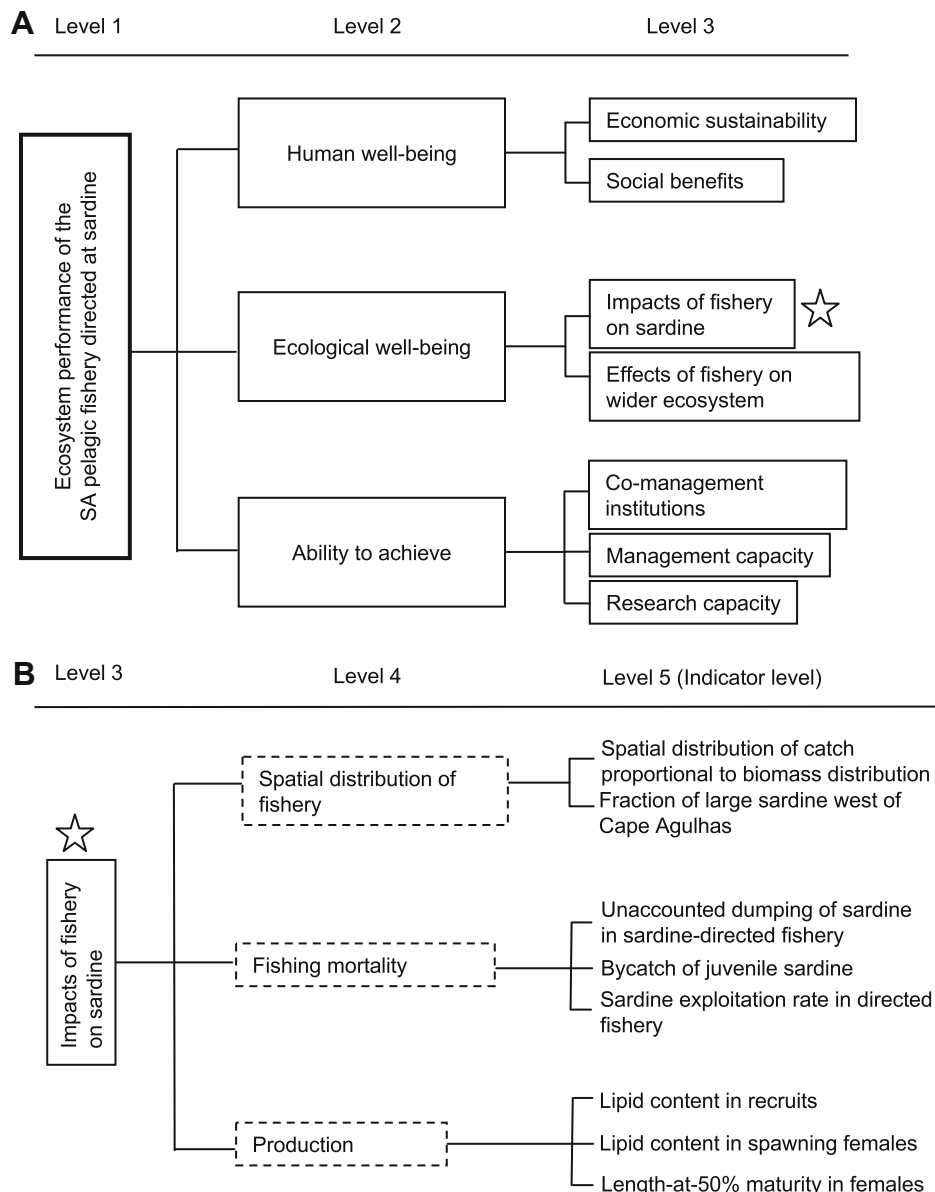 A Level 1 Level 2 Level 3
Ecosystem performance of the
SA pelagic fishery directed at sardine
Human well-being
Economic sustainability
Social benefits
Ecological well-being
Impacts of fishery
on sardine
Effects of fishery on
wider ecosystem
Ability to achieve
Co-management
institutions
Management capacity
Research capacity
B Level 3 Level 4 Level 5 (Indicator level)
Impacts of fishery
on sardine
Spatial distribution of
fishery
Spatial distribution of catch
proportional to biomass distribution
Fraction of large sardine west of
Cape Agulhas
Fishing mortality
Unaccounted dumping of sardine
in sardine-directed fishery
Bycatch of juvenile sardine
Sardine exploitation rate in directed
fishery
Production
Lipid content in recruits
Lipid content in spawning females
Length-at-50% maturity in females